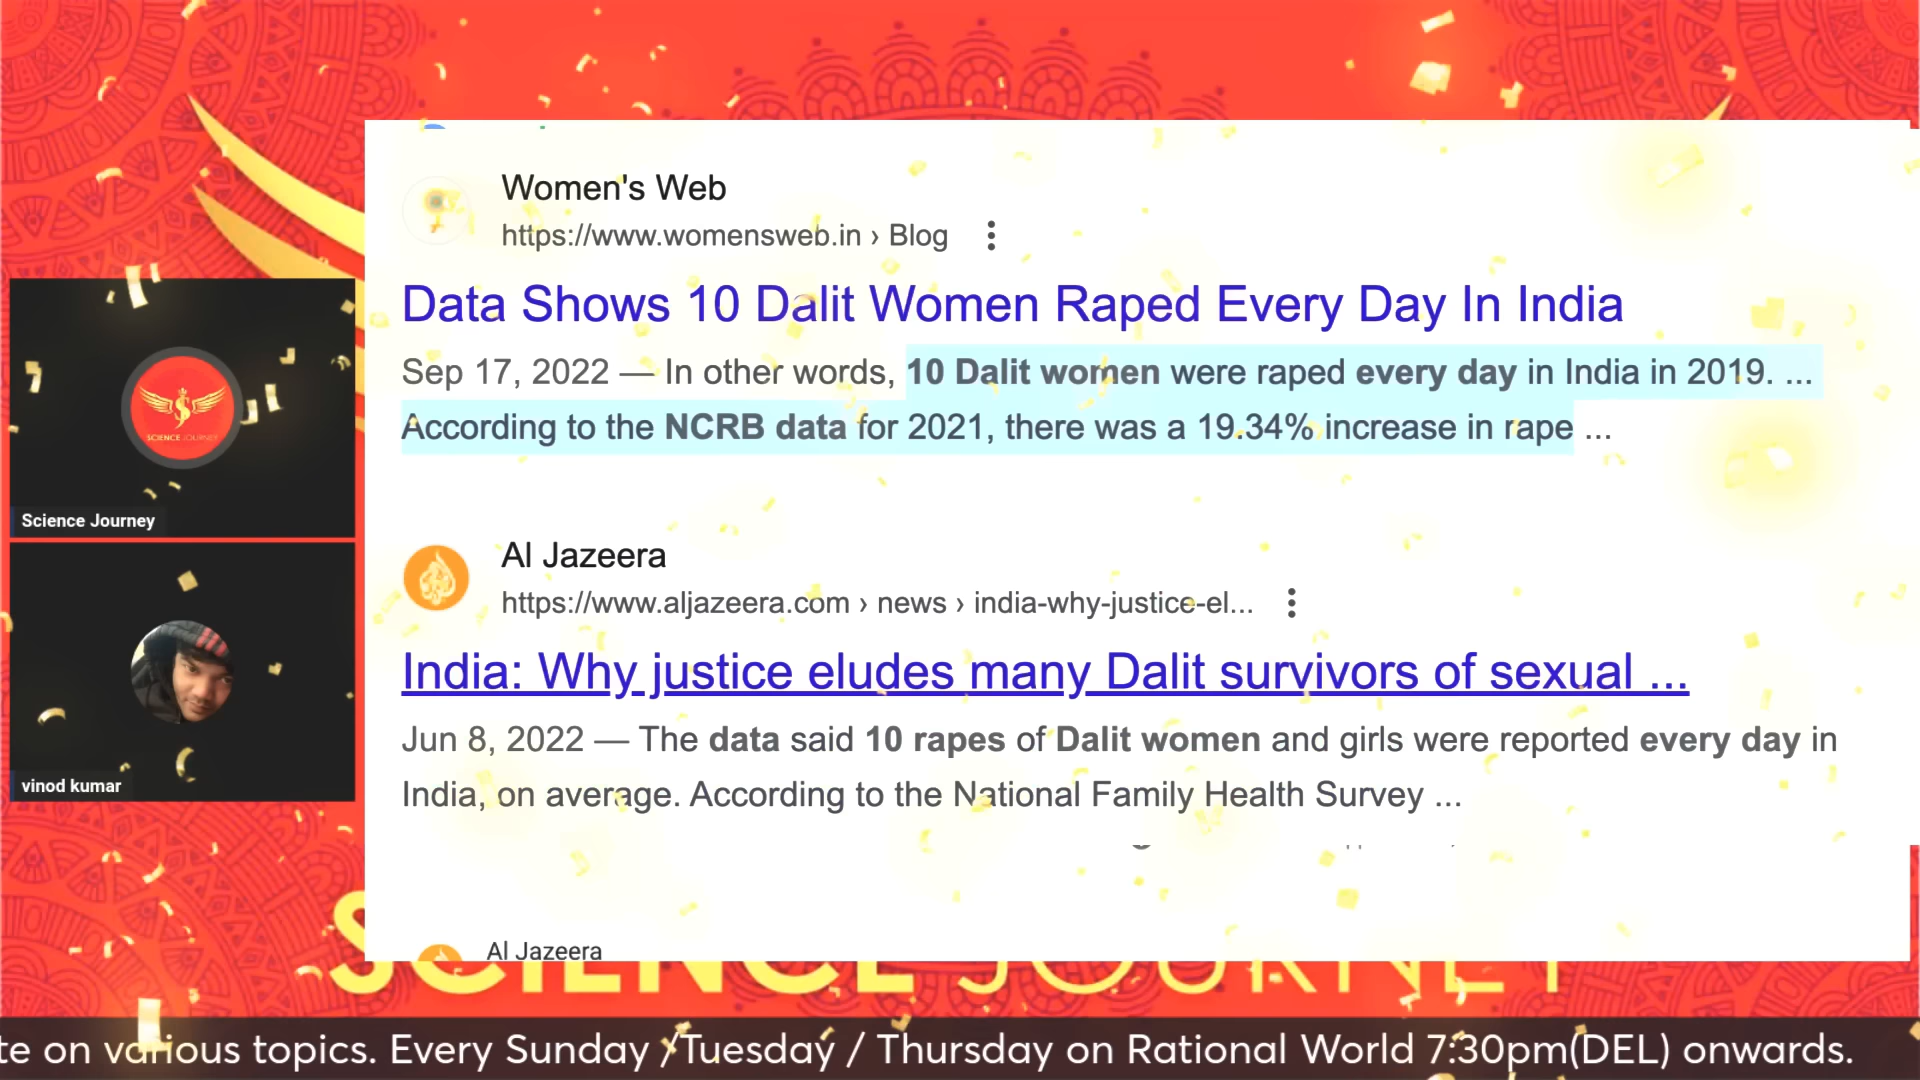 Women's Web
https://www.womensweb.in › Blog
Data Shows 10 Dalit Women Raped Every Day In India
Sep 17, 2022 — In other words, 10 Dalit women were raped every day in India in 2019. ...
According to the NCRB data for 2021, there was a 19.34% increase in rape ...
SCIENCE JOURNEY
Science Journey
Al Jazeera
https://www.aljazeera.com › news › india-why-justice-el...
India: Why justice eludes many Dalit survivors of sexual ...
Jun 8, 2022 — The data said 10 rapes of Dalit women and girls were reported every day in
India, on average. According to the National Family Health Survey ...
vinod kumar
Al Jazeera
SCIENCE JOURNEY
te on various topics. Every Sunday /Tuesday / Thursday on Rational World 7:30pm(DEL) onwards.